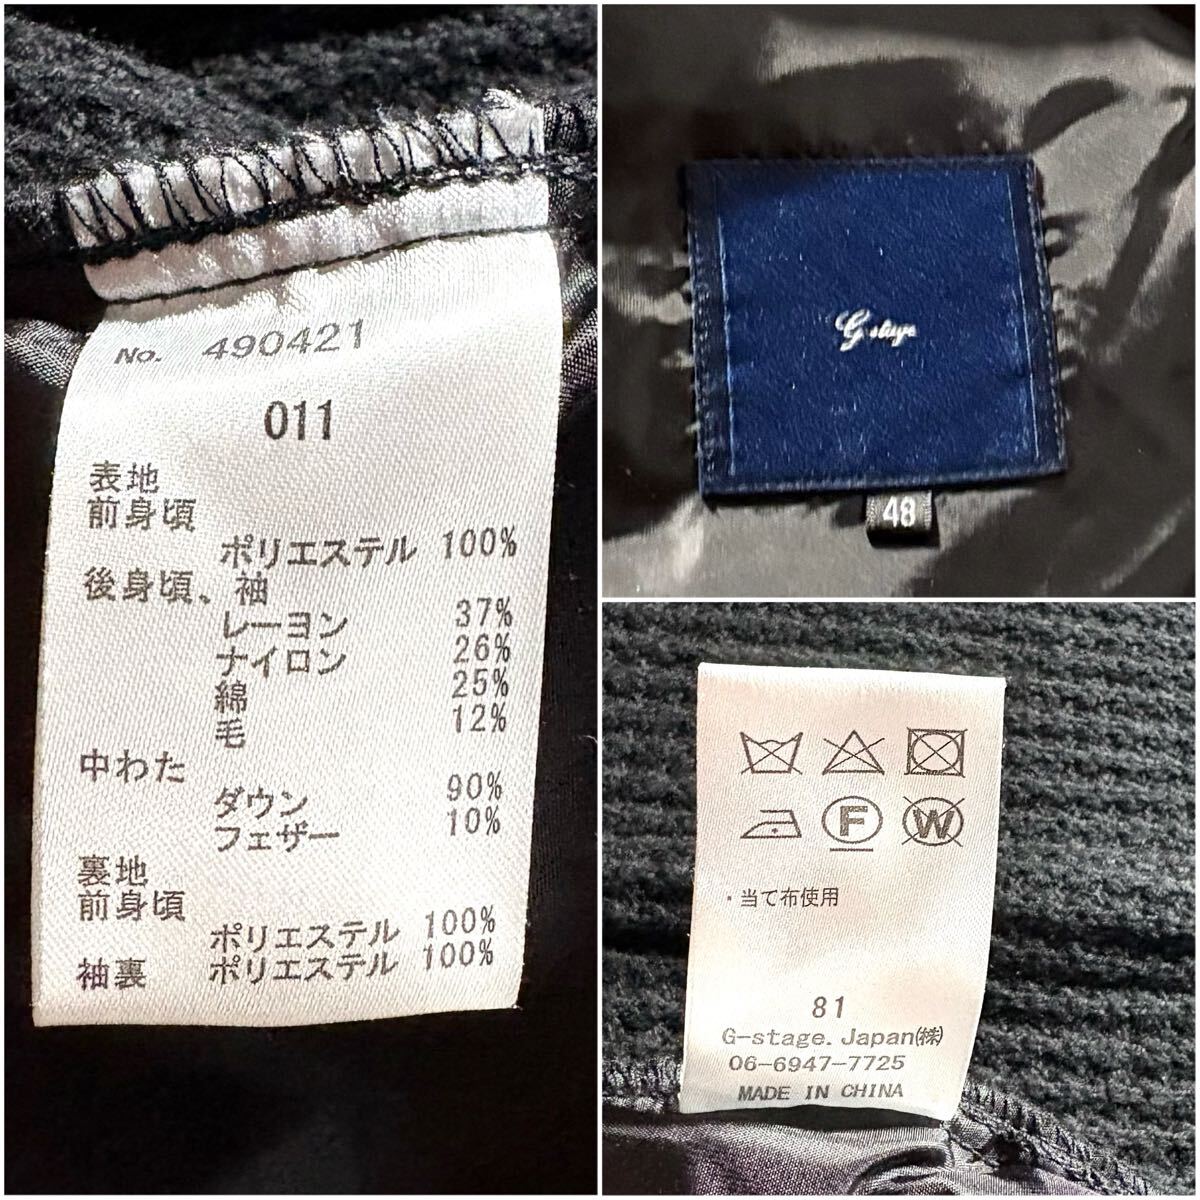 No. 490421
011
表地
前身頃
ポリエステル 100%
後身頃、袖
レーヨン 37%
ナイロン 26%
綿 25%
毛 12%
中わた
ダウン 90%
フェザー 10%
裏地
前身頃
ポリエステル 100%
袖裏 ポリエステル 100%
G-stage
48
F W
・当て布使用
81
G-stage. Japan㈱
06-6947-7725
MADE IN CHINA